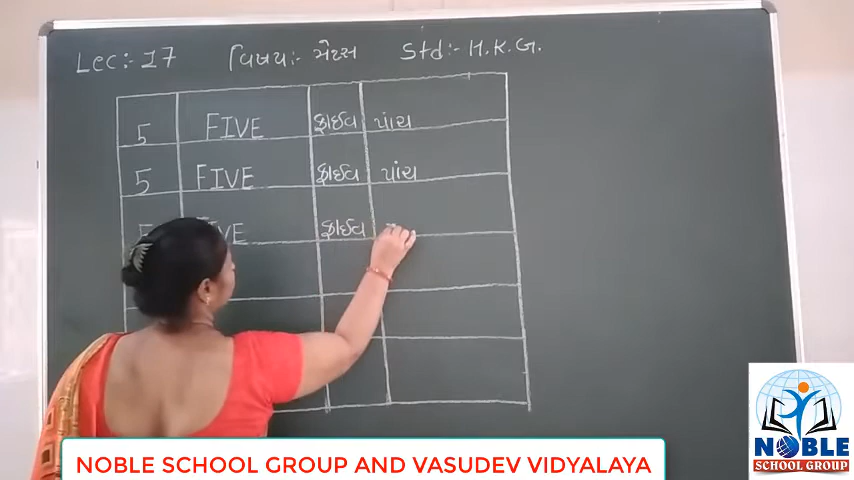 Lec:- 17 વિષય:- મેટસ Std:- H.K.G.
5 FIVE ફાઈવ પાંચ
5 FIVE ફાઈવ પાંચ
ફાઈવ
NOBLE SCHOOL GROUP AND VASUDEV VIDYALAYA
NOBLE
SCHOOL GROUP